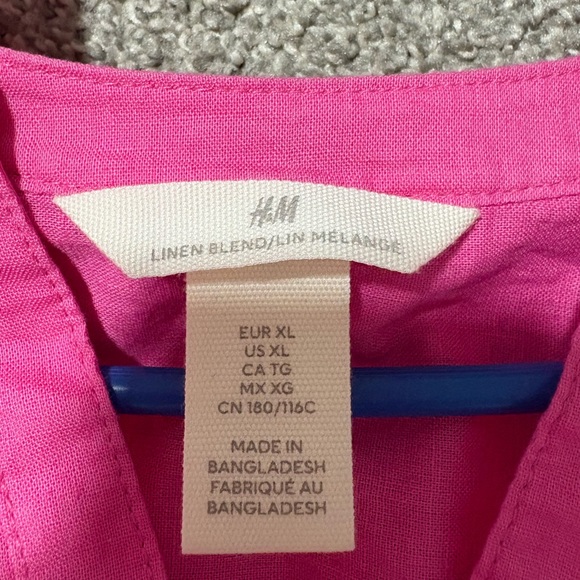 H&M
LINEN BLEND/LIN MÉLANGÉ
EUR XL
US XL
CA TG
MX XG
CN 180/116C
MADE IN
BANGLADESH
FABRIQUÉ AU
BANGLADESH